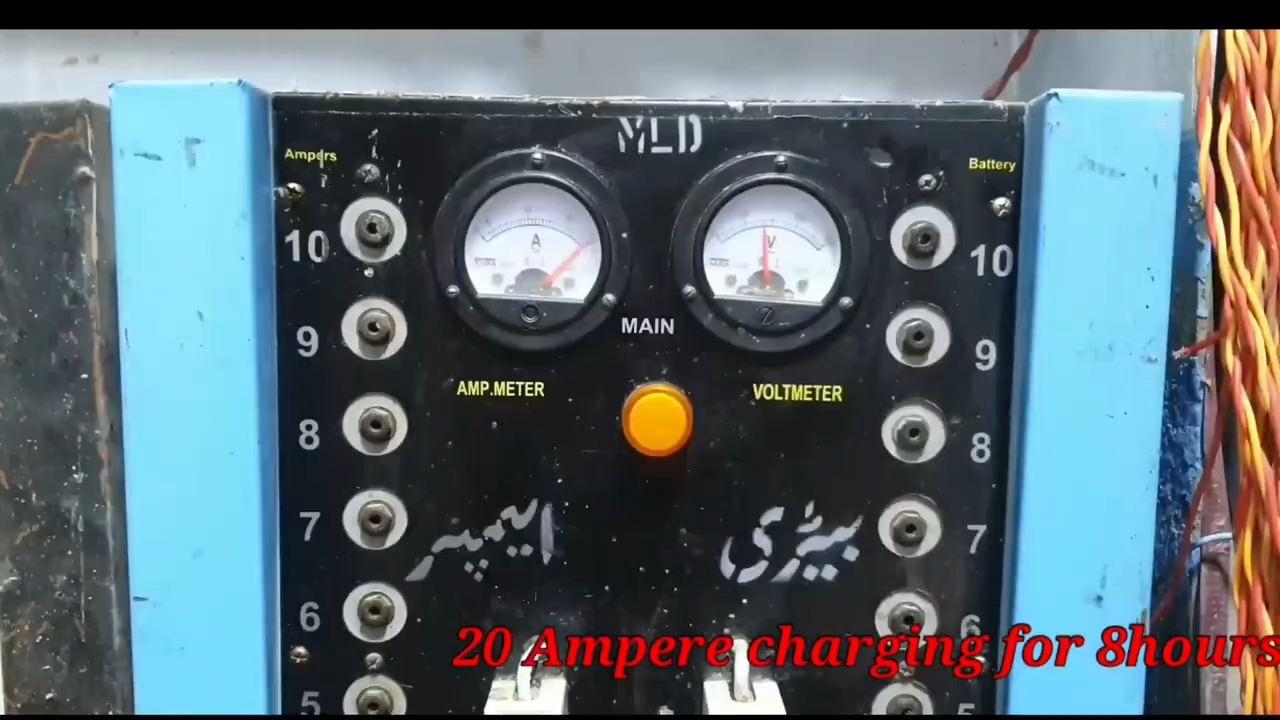 MLD
Ampers
Battery
10
10
A
V
MAIN
9
9
AMP.METER
VOLTMETER
8
8
7
7
ایمپئر
بیٹری
6
6
20 Ampere charging for 8hours
5
5